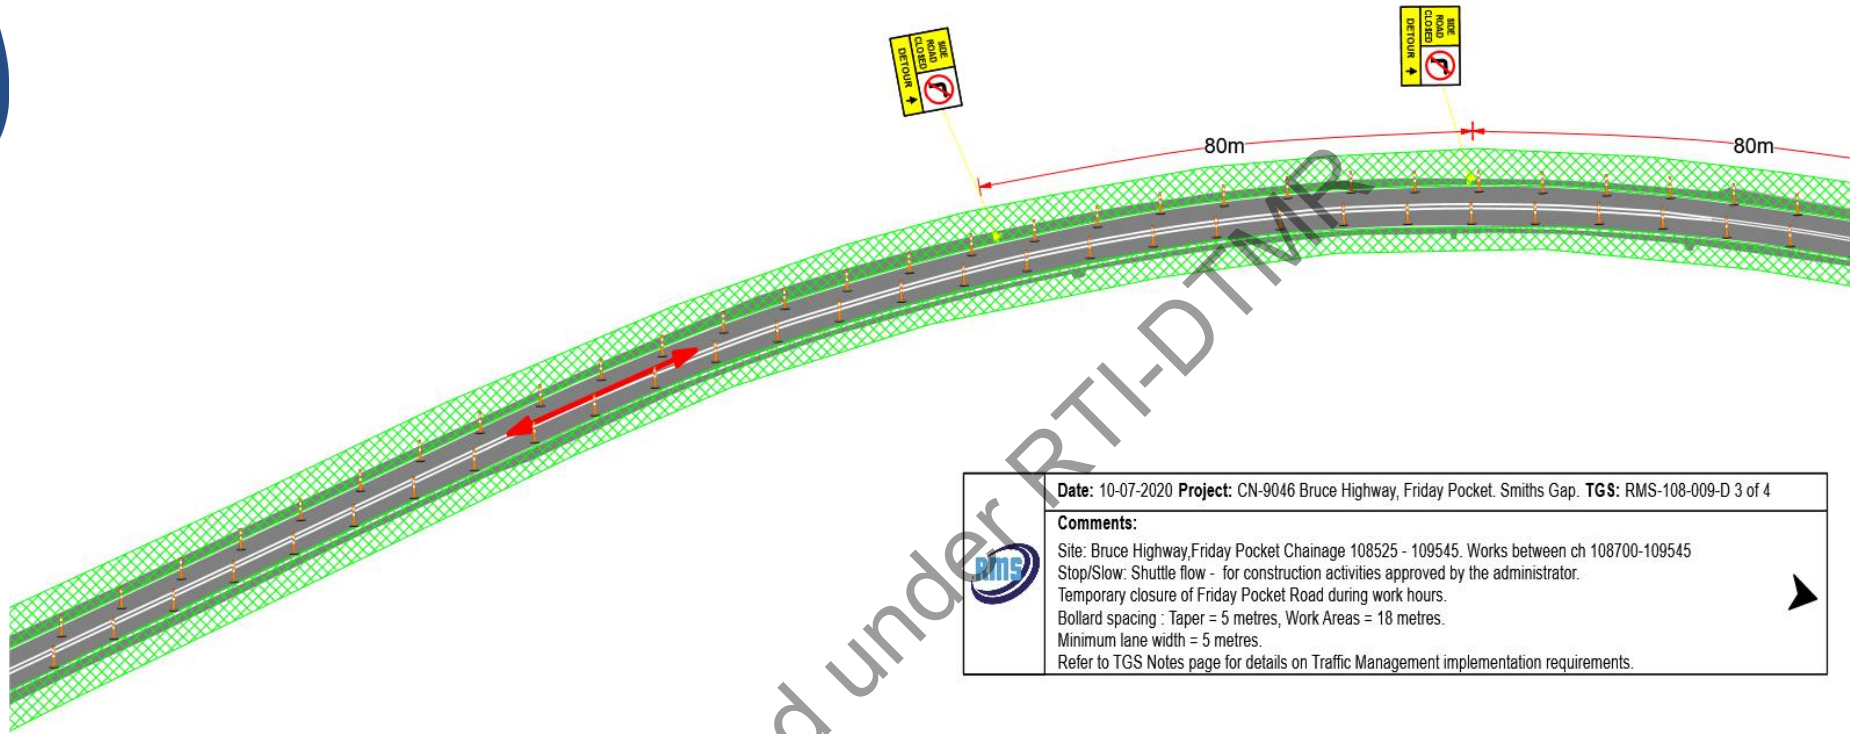 SIDE
ROAD
CLOSED
DETOUR
SIDE
ROAD
CLOSED
DETOUR
80m
80m
Date: 10-07-2020 Project: CN-9046 Bruce Highway, Friday Pocket. Smiths Gap. TGS: RMS-108-009-D 3 of 4
Comments:
Site: Bruce Highway,Friday Pocket Chainage 108525 - 109545. Works between ch 108700-109545
Stop/Slow: Shuttle flow - for construction activities approved by the administrator.
Temporary closure of Friday Pocket Road during work hours.
Bollard spacing : Taper = 5 metres, Work Areas = 18 metres.
Minimum lane width = 5 metres.
Refer to TGS Notes page for details on Traffic Management implementation requirements.
RMS
d under RTI-DTMR